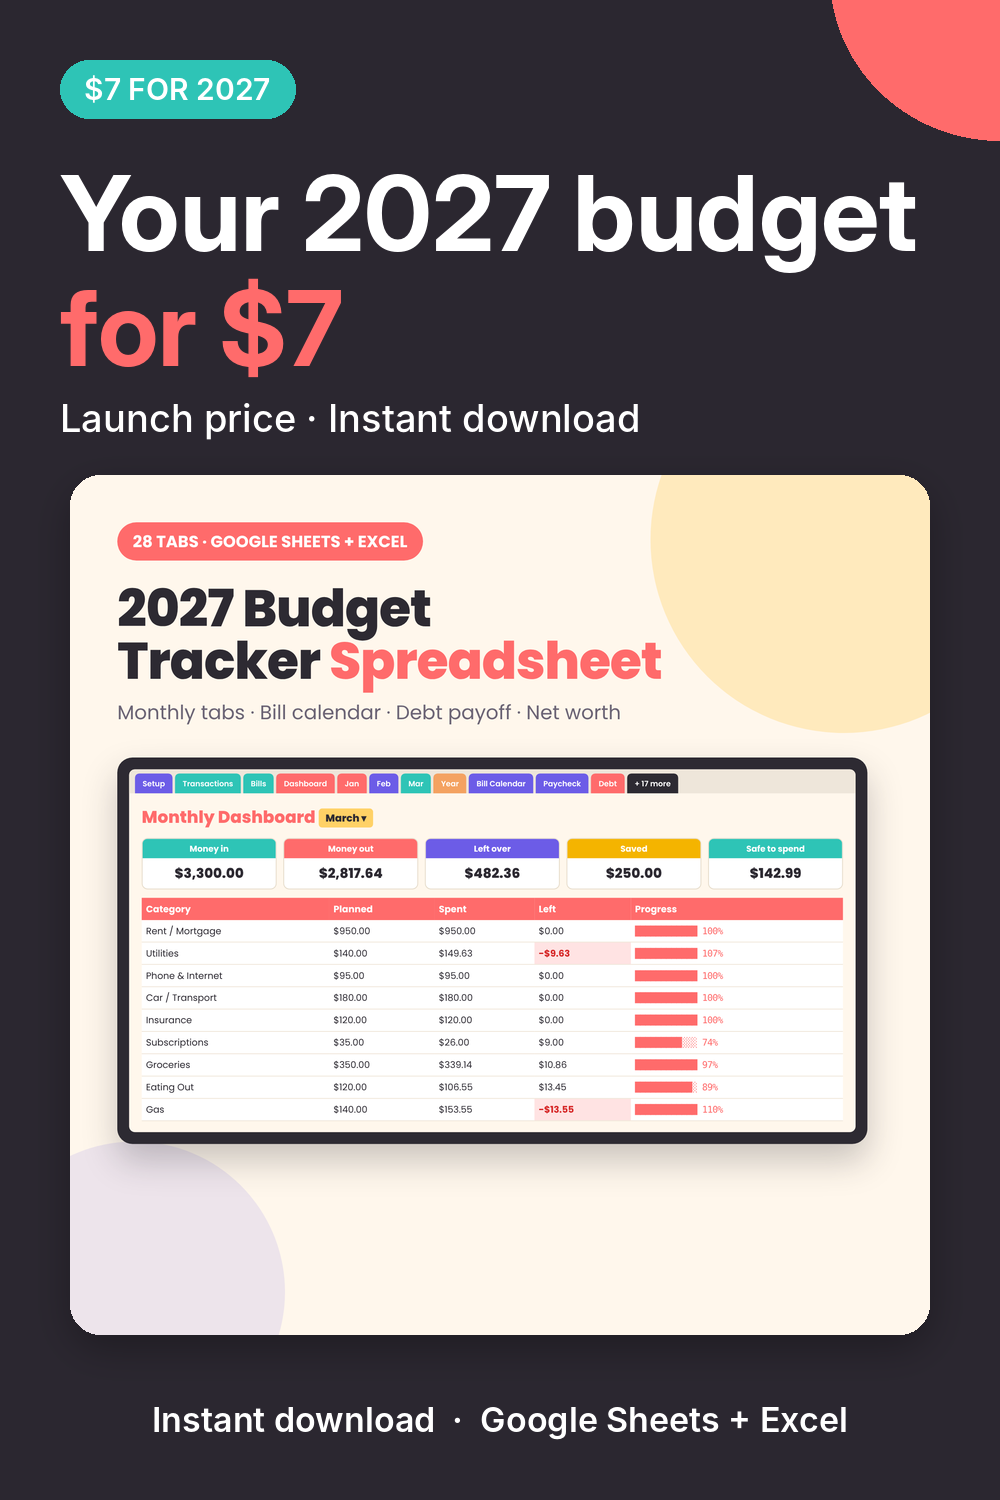 $7 FOR 2027
Your 2027 budget
for $7
Launch price · Instant download
28 TABS · GOOGLE SHEETS + EXCEL
2027 Budget
Tracker Spreadsheet
Monthly tabs · Bill calendar · Debt payoff · Net worth
Setup Transactions Bills Dashboard Jan Feb Mar Year Bill Calendar Paycheck Debt + 17 more
Monthly Dashboard March ▾
Money in Money out Left over Saved Safe to spend
$3,300.00 $2,817.64 $482.36 $250.00 $142.99
Category Planned Spent Left Progress
Rent / Mortgage $950.00 $950.00 $0.00 100%
Utilities $140.00 $149.63 -$9.63 107%
Phone & Internet $95.00 $95.00 $0.00 100%
Car / Transport $180.00 $180.00 $0.00 100%
Insurance $120.00 $120.00 $0.00 100%
Subscriptions $35.00 $26.00 $9.00 74%
Groceries $350.00 $339.14 $10.86 97%
Eating Out $120.00 $106.55 $13.45 89%
Gas $140.00 $153.55 -$13.55 110%
Instant download · Google Sheets + Excel